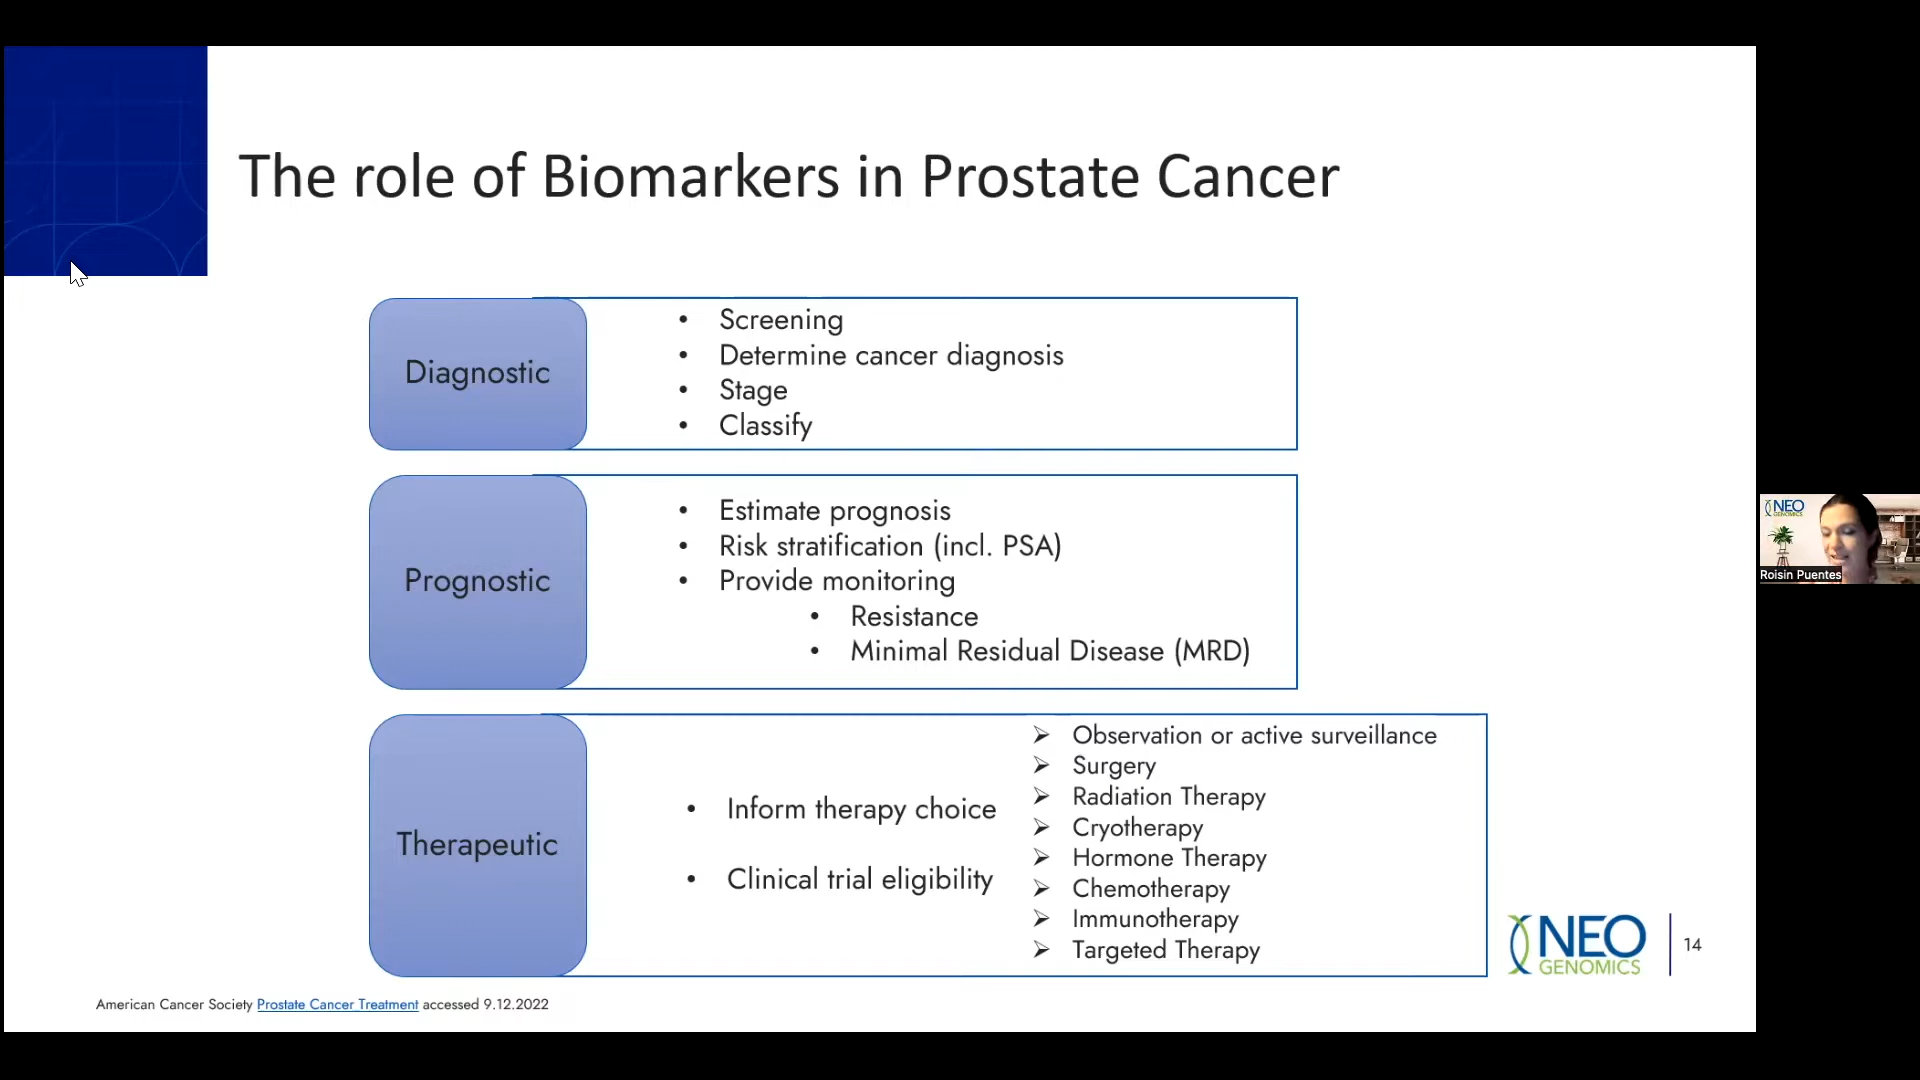 The role of Biomarkers in Prostate Cancer
Diagnostic
• Screening
• Determine cancer diagnosis
• Stage
• Classify
Prognostic
• Estimate prognosis
• Risk stratification (incl. PSA)
• Provide monitoring
• Resistance
• Minimal Residual Disease (MRD)
Therapeutic
• Inform therapy choice
• Clinical trial eligibility
➢ Observation or active surveillance
➢ Surgery
➢ Radiation Therapy
➢ Cryotherapy
➢ Hormone Therapy
➢ Chemotherapy
➢ Immunotherapy
➢ Targeted Therapy
NEO
GENOMICS
14
American Cancer Society Prostate Cancer Treatment accessed 9.12.2022
NEO
GENOMICS
Roisin Puentes